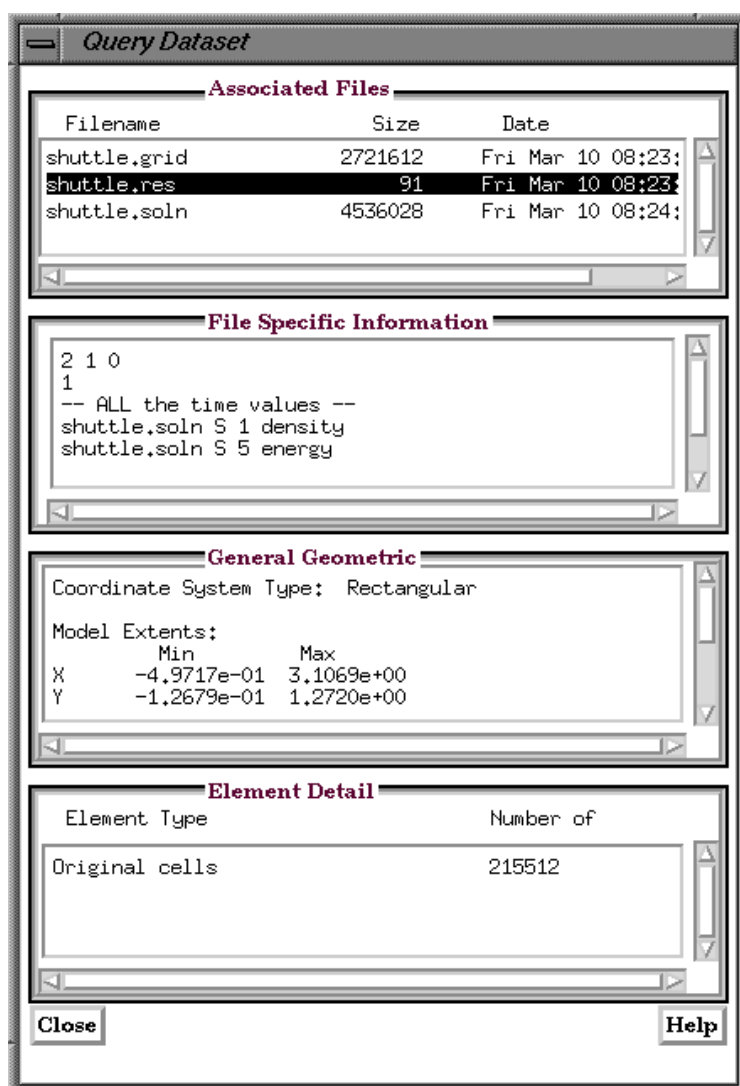 Query Dataset
Associated Files
Filename Size Date
shuttle.grid 2721612 Fri Mar 10 08:23:
shuttle.res 91 Fri Mar 10 08:23:
shuttle.soln 4536028 Fri Mar 10 08:24:
File Specific Information
2 1 0
1
-- ALL the time values --
shuttle.soln S 1 density
shuttle.soln S 5 energy
General Geometric
Coordinate System Type: Rectangular
Model Extents:
Min Max
X -4.9717e-01 3.1069e+00
Y -1.2679e-01 1.2720e+00
Element Detail
Element Type Number of
Original cells 215512
Close Help